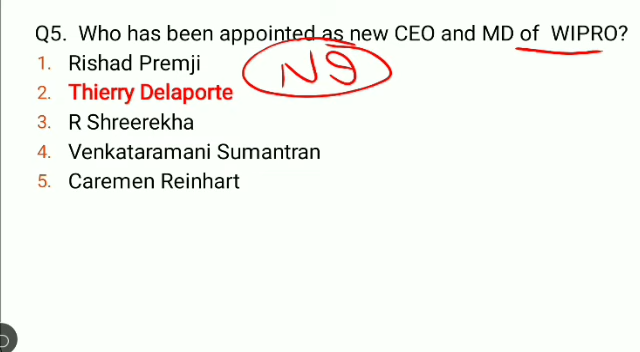 Q5. Who has been appointed as new CEO and MD of WIPRO?
1. Rishad Premji
2. Thierry Delaporte
3. R Shreerekha
4. Venkataramani Sumantran
5. Caremen Reinhart